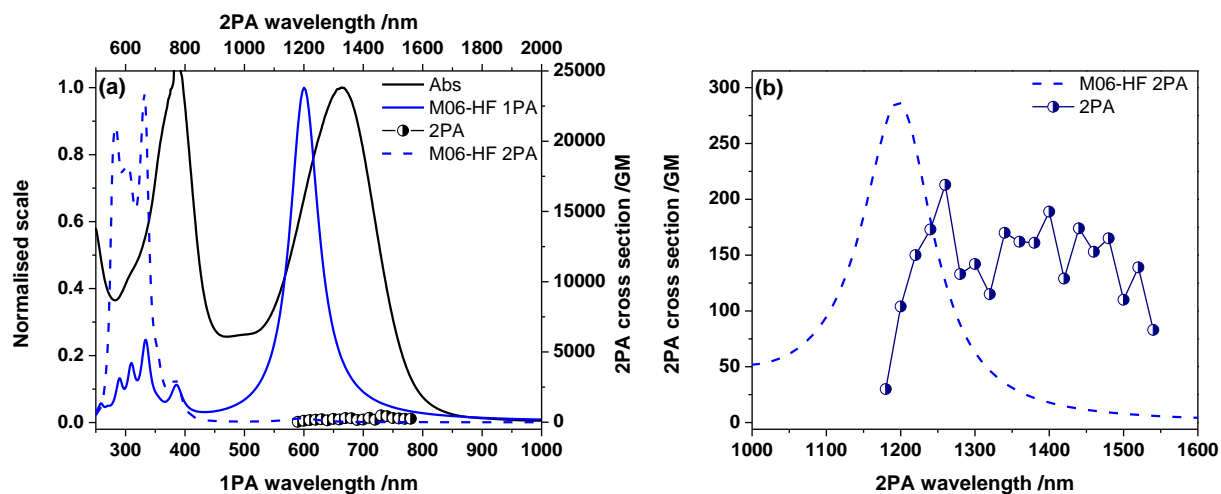 2PA wavelength /nm
600 800 1000 1200 1400 1600 1800 2000
(a)
Abs
M06-HF 1PA
2PA
M06-HF 2PA
Normalised scale
1.0
0.8
0.6
0.4
0.2
0.0
25000
20000
15000
10000
5000
0
2PA cross section /GM
300 400 500 600 700 800 900 1000
1PA wavelength /nm
(b)
M06-HF 2PA
2PA
2PA cross section /GM
300
250
200
150
100
50
0
1000 1100 1200 1300 1400 1500 1600
2PA wavelength /nm